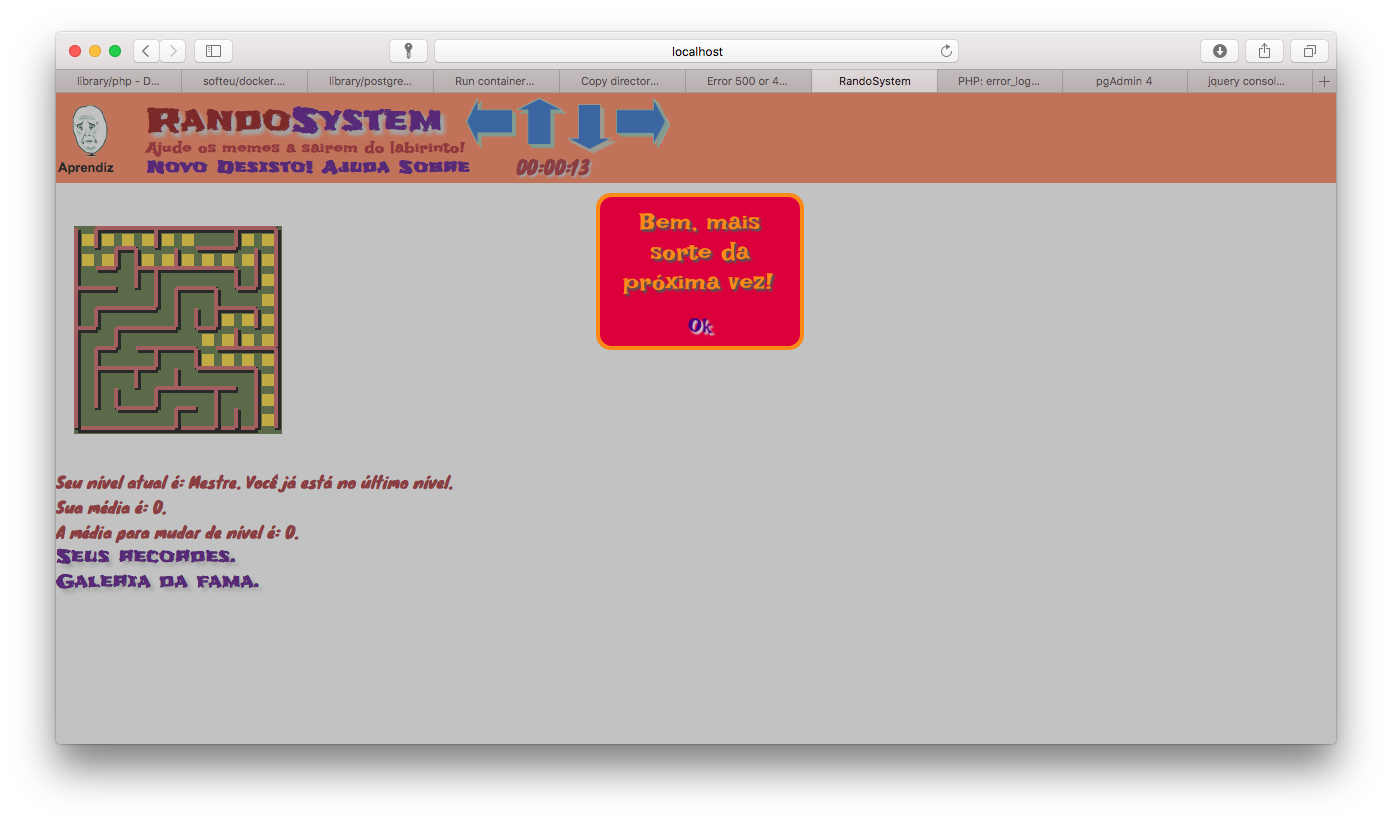 localhost
library/php - D...
softeu/docker....
library/postgre...
Run container...
Copy director...
Error 500 or 4...
RandoSystem
PHP: error_log...
pgAdmin 4
jquery consol...
RandoSystem
Ajude os memes a sairem do labirinto!
Aprendiz
Novo Desisto! Ajuda Sobre
00:00:13
Bem, mais
sorte da
próxima vez!
Ok
Seu nível atual é: Mestre. Você já está no último nível.
Sua média é: 0.
A média para mudar de nível é: 0.
Seus recordes.
Galeria da fama.